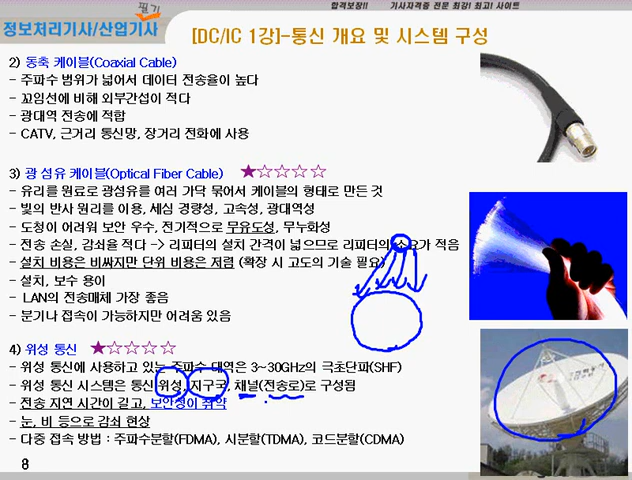 합격보장!! 기사자격증 전문 최강! 최고! 사이트
필기
정보처리기사/산업기사
[DC/IC 1강]-통신 개요 및 시스템 구성
2) 동축 케이블(Coaxial Cable)
- 주파수 범위가 넓어서 데이터 전송율이 높다
- 꼬임선에 비해 외부간섭이 적다
- 광대역 전송에 적합
- CATV, 근거리 통신망, 장거리 전화에 사용
3) 광 섬유 케이블(Optical Fiber Cable) ★☆☆☆☆
- 유리를 원료로 광섬유를 여러 가닥 묶어서 케이블의 형태로 만든 것
- 빛의 반사 원리를 이용, 세심 경량성, 고속성, 광대역성
- 도청이 어려워 보안 우수, 전기적으로 무유도성, 무누화성
- 전송 손실, 감쇠율 적다 -> 리피터의 설치 간격이 넓으므로 리피터의 소요가 적음
- 설치 비용은 비싸지만 단위 비용은 저렴 (확장 시 고도의 기술 필요)
- 설치, 보수 용이
- LAN의 전송매체 가장 좋음
- 분기나 접속이 가능하지만 어려움 있음
4) 위성 통신 ★☆☆☆☆
- 위성 통신에 사용하고 있는 주파수 대역은 3~30GHz의 극초단파(SHF)
- 위성 통신 시스템은 통신 위성, 지구국, 채널(전송로)로 구성됨
- 전송 지연 시간이 길고, 보안성이 취약
- 눈, 비 등으로 감쇠 현상
- 다중 접속 방법 : 주파수분할(FDMA), 시분할(TDMA), 코드분할(CDMA)
8